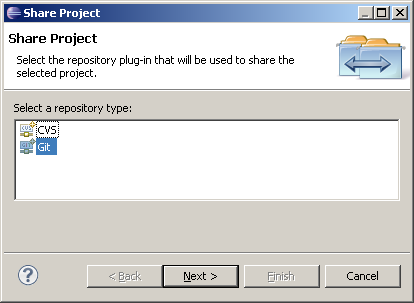 Share Project
Share Project
Select the repository plug-in that will be used to share the
selected project.
Select a repository type:
CVS
Git
< Back
Next >
Finish
Cancel